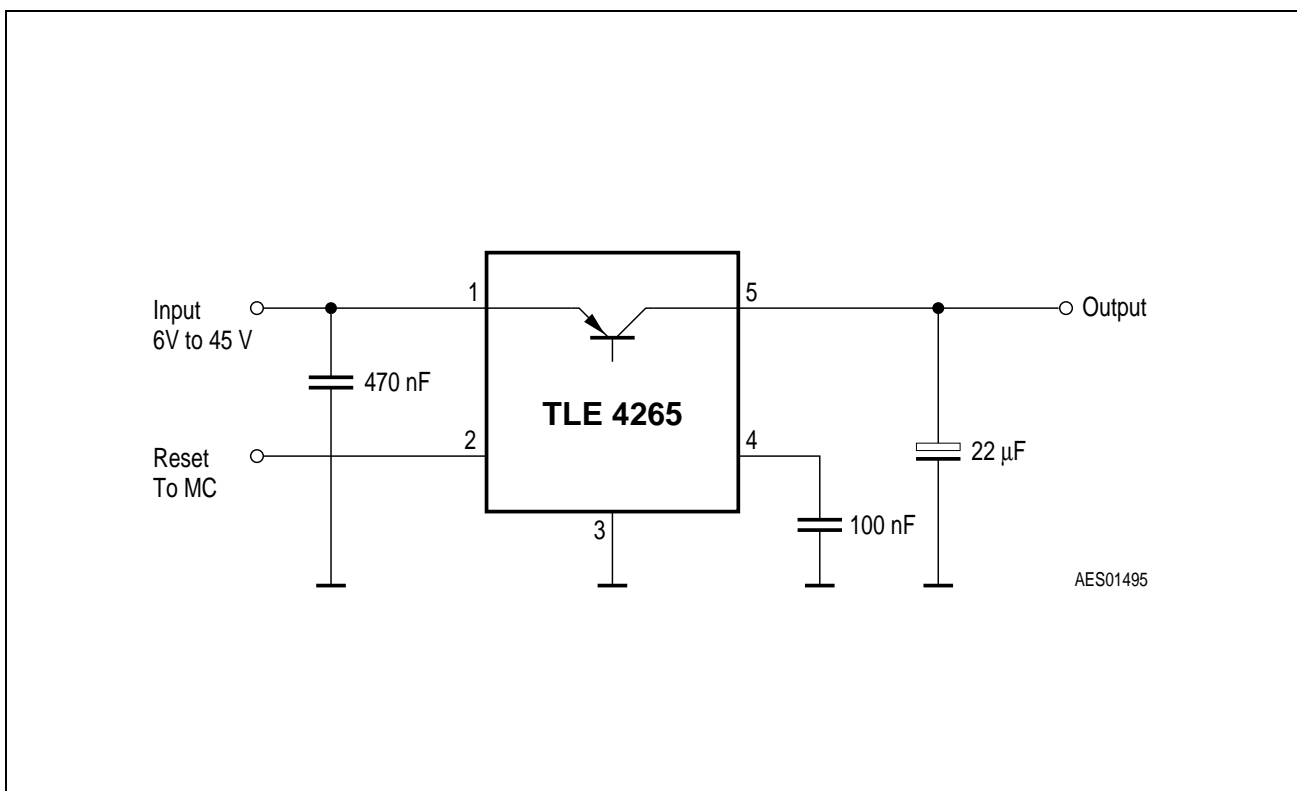 1
5
Input
6V to 45 V
Output
470 nF
TLE 4265
2
4
Reset
To MC
22 μF
3
100 nF
AES01495